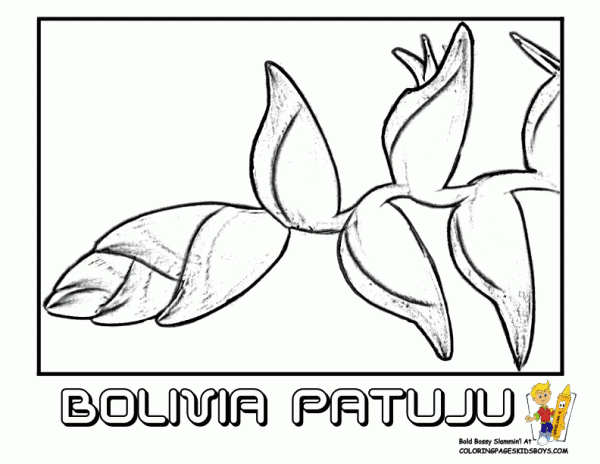 BOLIVIA PATUJU
Bold Bossy Slammin'! At
COLORINGPAGESKIDSBOYS.COM